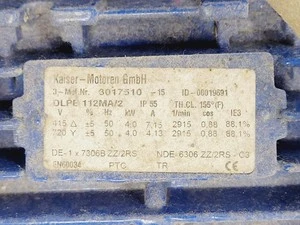 Kaiser - Motoren GmbH
3~Mot.Nr. 3017510 -15 ID-00019691
DLPE 112MA/2 IP 55 TH.CL. 155°(F)
V % Hz kW A 1/min cos IE3
415 Δ ±5 50 4.0 7.15 2915 0.88 88.1%
720 Y ±5 50 4.0 4.13 2915 0.88 88.1%
DE-1 x 7306B ZZ/2RS NDE-6306 ZZ/2RS - C3
EN60034 PTC TR CE